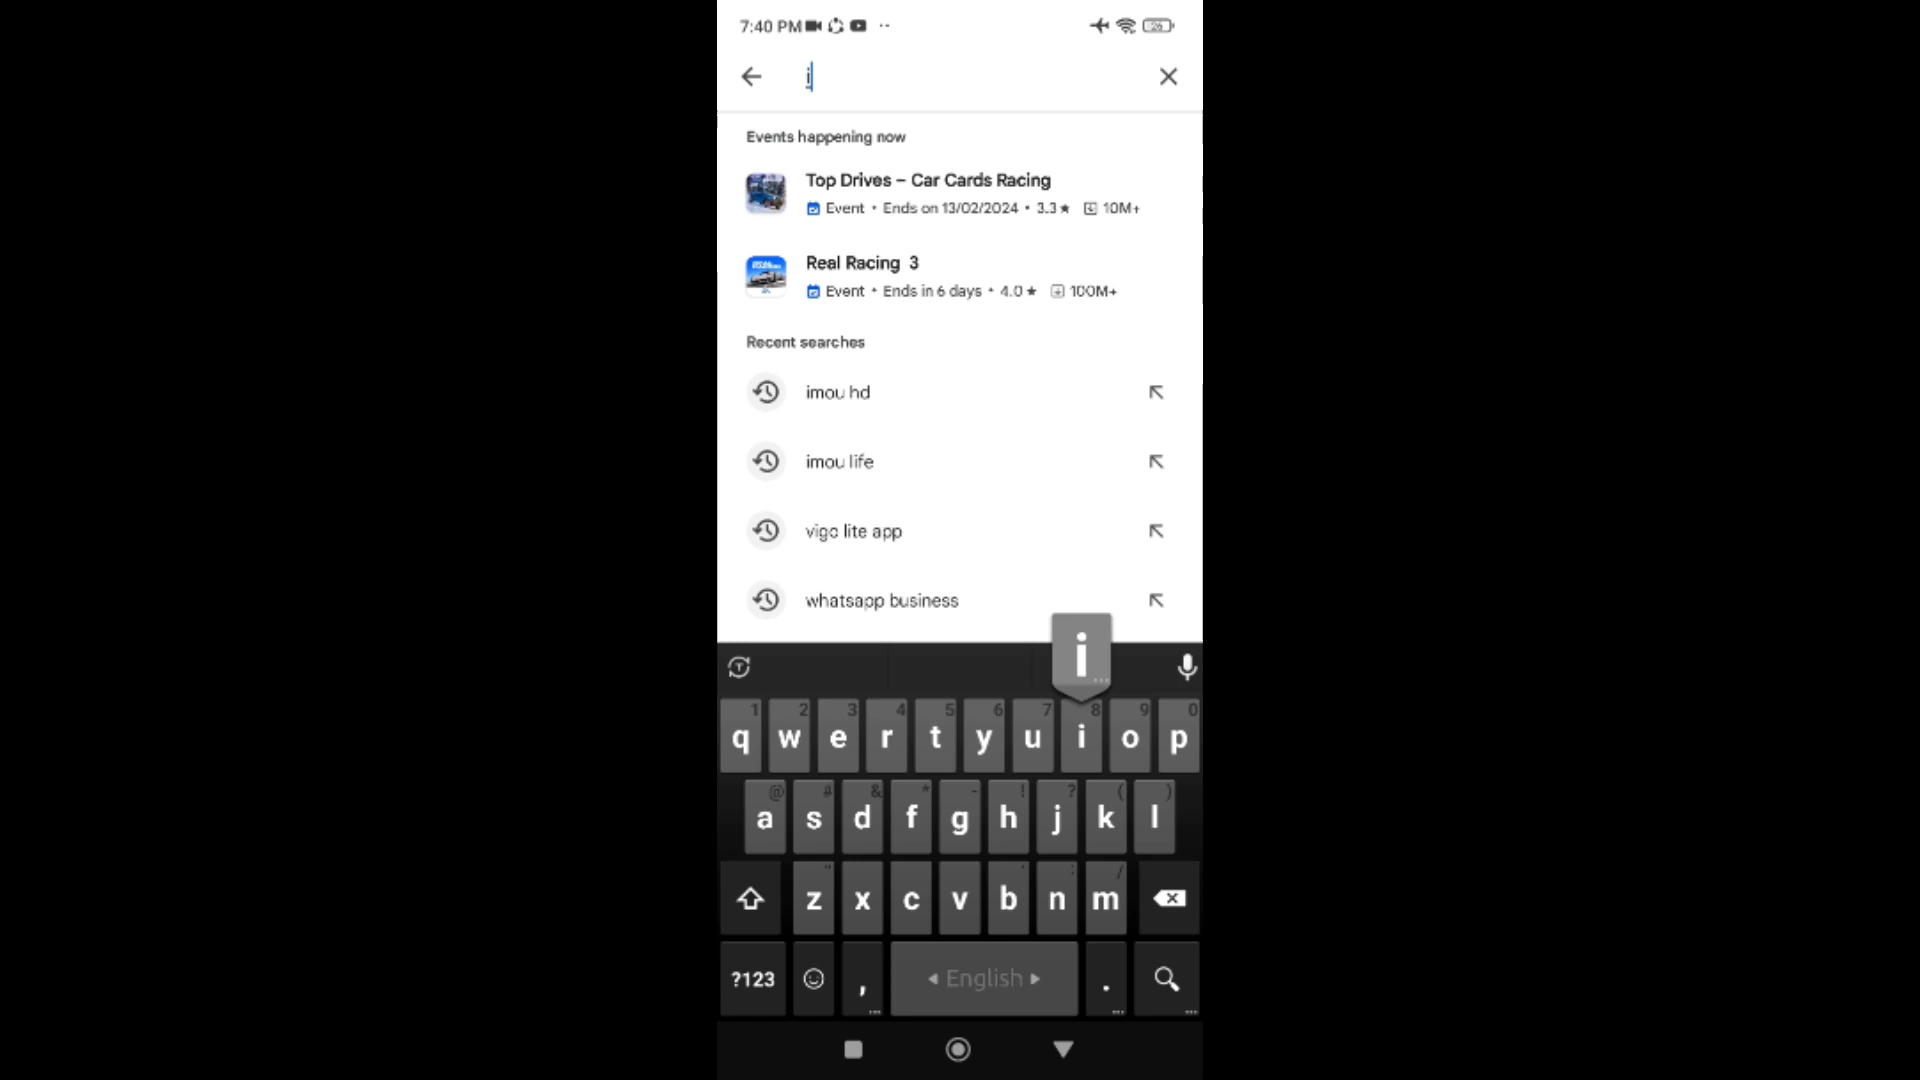 7:40 PM
26
i
Events happening now
Top Drives – Car Cards Racing
Event • Ends on 13/02/2024 • 3.3★ 10M+
Real Racing 3
Event • Ends in 6 days • 4.0★ 100M+
Recent searches
imou hd
imou life
vigo lite app
whatsapp business
i
1 2 3 4 5 6 7 8 9 0
q w e r t y u i o p
@ # & * - ! ? ( )
a s d f g h j k l
" ' : /
z x c v b n m
?123 , English .